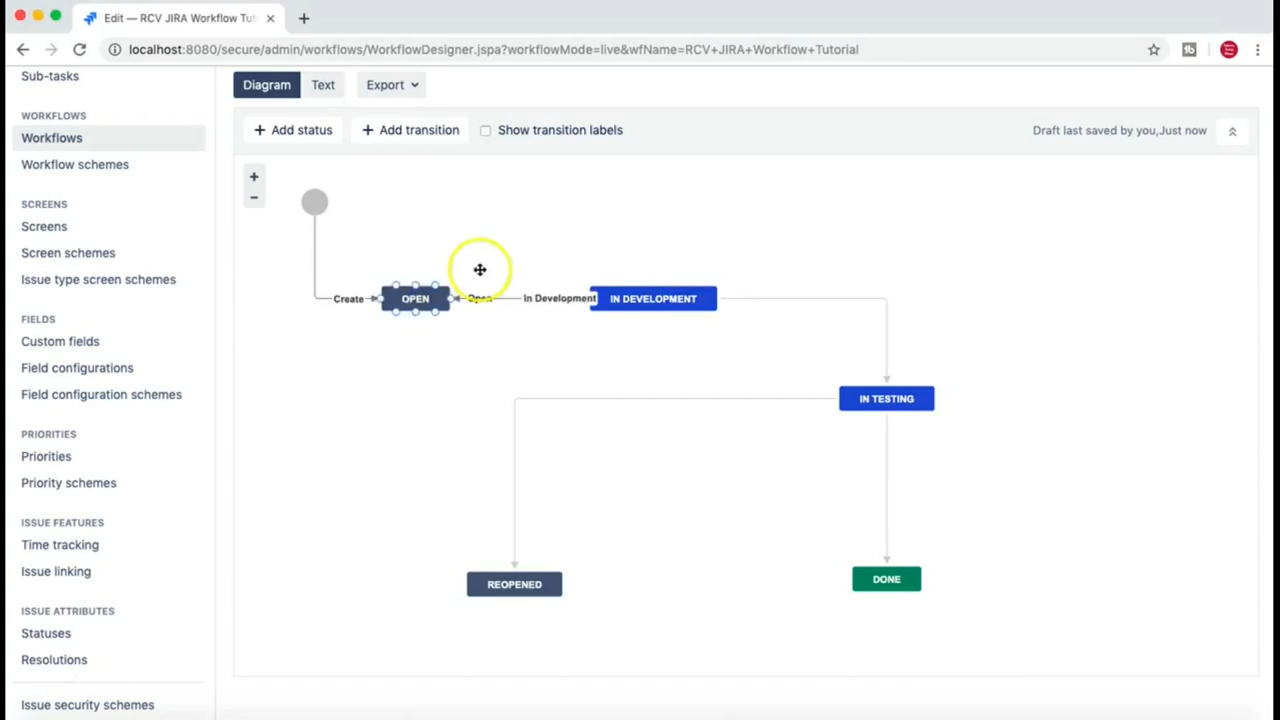 Edit — RCV JIRA Workflow Tut
localhost:8080/secure/admin/workflows/WorkflowDesigner.jspa?workflowMode=live&wfName=RCV+JIRA+Workflow+Tutorial
Sub-tasks
WORKFLOWS
Workflows
Workflow schemes
SCREENS
Screens
Screen schemes
Issue type screen schemes
FIELDS
Custom fields
Field configurations
Field configuration schemes
PRIORITIES
Priorities
Priority schemes
ISSUE FEATURES
Time tracking
Issue linking
ISSUE ATTRIBUTES
Statuses
Resolutions
Issue security schemes
Diagram
Text
Export
+ Add status
+ Add transition
Show transition labels
Draft last saved by you,Just now
Create
OPEN
Open
In Development
IN DEVELOPMENT
IN TESTING
REOPENED
DONE